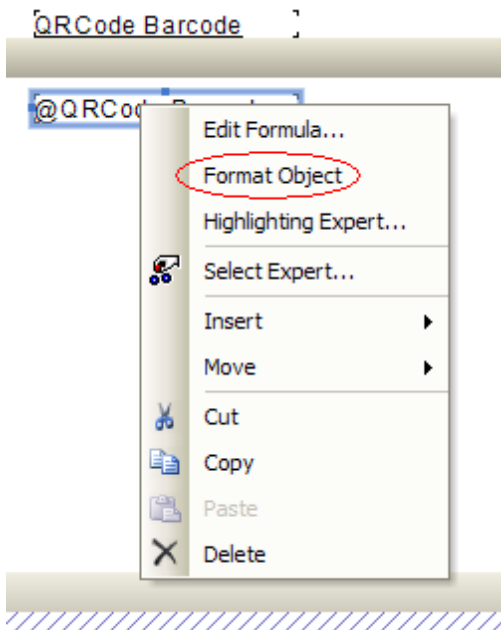 QRCode Barcode
@QRCod
Edit Formula...
Format Object
Highlighting Expert...
Select Expert...
Insert
Move
Cut
Copy
Paste
Delete